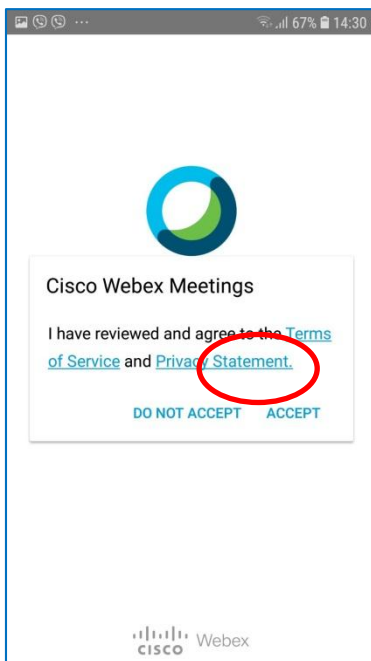 67% 14:30
Cisco Webex Meetings
I have reviewed and agree to the Terms
of Service and Privacy Statement.
DO NOT ACCEPT ACCEPT
CISCO Webex